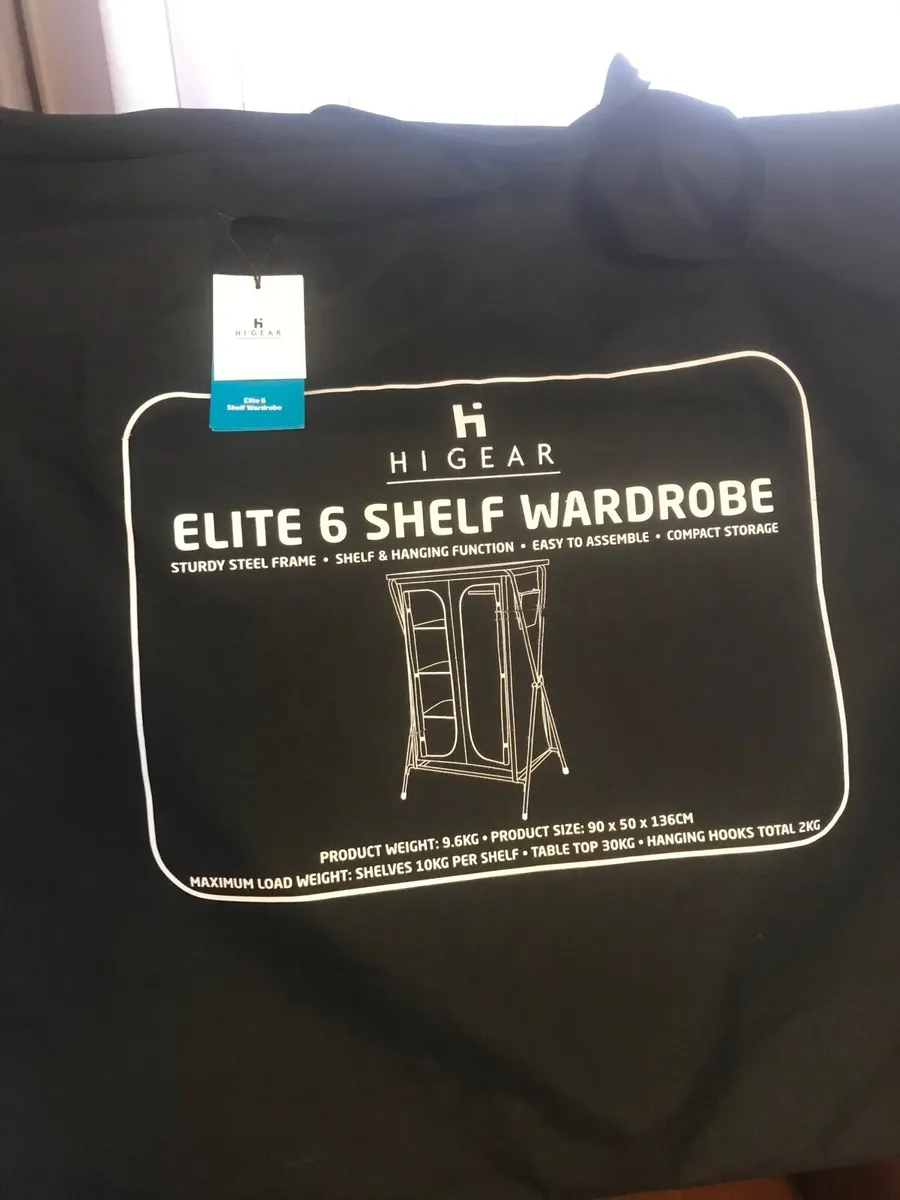 HI GEAR
Elite 6
Shelf Wardrobe
HI GEAR
ELITE 6 SHELF WARDROBE
STURDY STEEL FRAME • SHELF & HANGING FUNCTION • EASY TO ASSEMBLE • COMPACT STORAGE
PRODUCT WEIGHT: 9.6KG • PRODUCT SIZE: 90 x 50 x 136CM
MAXIMUM LOAD WEIGHT: SHELVES 10KG PER SHELF • TABLE TOP 30KG • HANGING HOOKS TOTAL 2KG